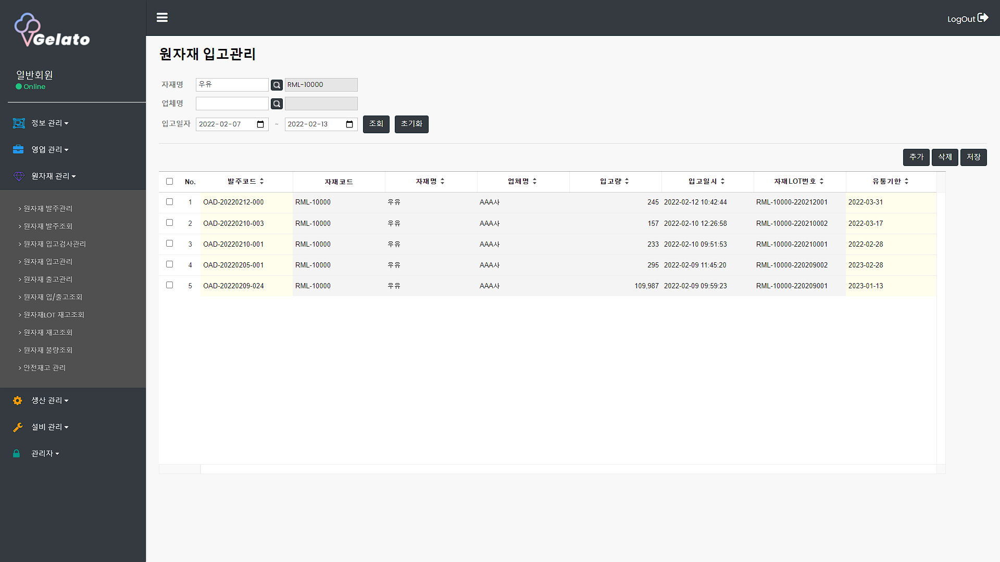 Gelato
LogOut
일반회원
Online
정보 관리
영업 관리
원자재 관리
> 원자재 발주관리
> 원자재 발주조회
> 원자재 입고검사관리
> 원자재 입고관리
> 원자재 출고관리
> 원자재 입/출고조회
> 원자재LOT 재고조회
> 원자재 재고조회
> 원자재 불량조회
> 안전재고 관리
생산 관리
설비 관리
관리자
원자재 입고관리
자재명 우유 RML-10000
업체명
입고일자 2022-02-07 ~ 2022-02-13 조회 초기화
추가 삭제 저장
No. 발주코드 자재코드 자재명 업체명 입고량 입고일시 자재LOT번호 유통기한
1 OAD-20220212-000 RML-10000 우유 AAA사 245 2022-02-12 10:42:44 RML-10000-220212001 2022-03-31
2 OAD-20220210-003 RML-10000 우유 AAA사 157 2022-02-10 12:26:58 RML-10000-220210002 2022-03-17
3 OAD-20220210-001 RML-10000 우유 AAA사 233 2022-02-10 09:51:53 RML-10000-220210001 2022-02-28
4 OAD-20220205-001 RML-10000 우유 AAA사 295 2022-02-09 11:45:20 RML-10000-220209002 2023-02-28
5 OAD-20220209-024 RML-10000 우유 AAA사 109,987 2022-02-09 09:59:23 RML-10000-220209001 2023-01-13